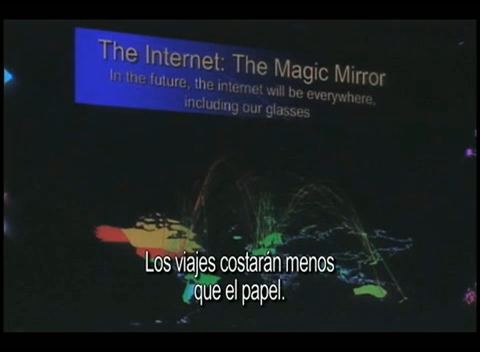 The Internet: The Magic Mirror
In the future, the internet will be everywhere,
including our glasses
Los viajes costarán menos
que el papel.